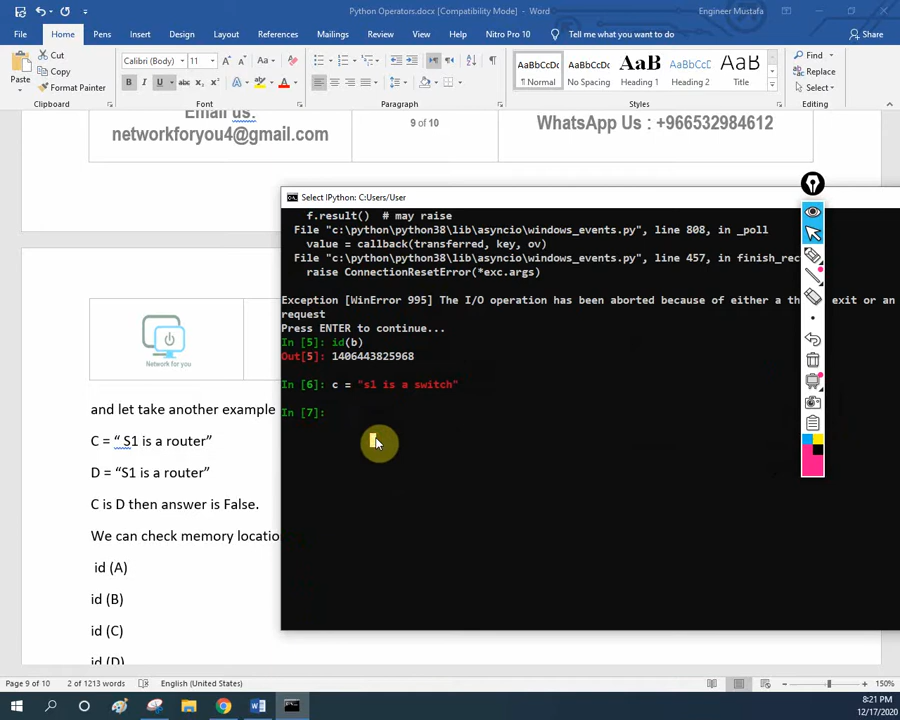 Python Operators.docx [Compatibility Mode] - Word
Engineer Mustafa
File Home Pens Insert Design Layout References Mailings Review View Help Nitro Pro 10 Tell me what you want to do Share
Paste
Cut
Copy
Format Painter
Calibri (Body) 11
AaBbCcDc AaBbCcDc AaBbC AaBbCcC AaB
¶ Normal No Spacing Heading 1 Heading 2 Title
Find
Replace
Select
Clipboard Font Paragraph Styles Editing
Email us:
networkforyou4@gmail.com
9 of 10
WhatsApp Us : +966532984612
Select IPython: C:Users/User
f.result() # may raise
File "c:\python\python38\lib\asyncio\windows_events.py", line 808, in _poll
value = callback(transferred, key, ov)
File "c:\python\python38\lib\asyncio\windows_events.py", line 457, in finish_rec
raise ConnectionResetError(*exc.args)
Exception [WinError 995] The I/O operation has been aborted because of either a th exit or an
request
Press ENTER to continue...
In [5]: id(b)
Out[5]: 1406443825968
In [6]: c = "s1 is a switch"
In [7]:
Network for you
and let take another example
C = “ S1 is a router”
D = “S1 is a router”
C is D then answer is False.
We can check memory locatio
id (A)
id (B)
id (C)
id (D)
Page 9 of 10 2 of 1213 words English (United States) 150%
8:21 PM
12/17/2020